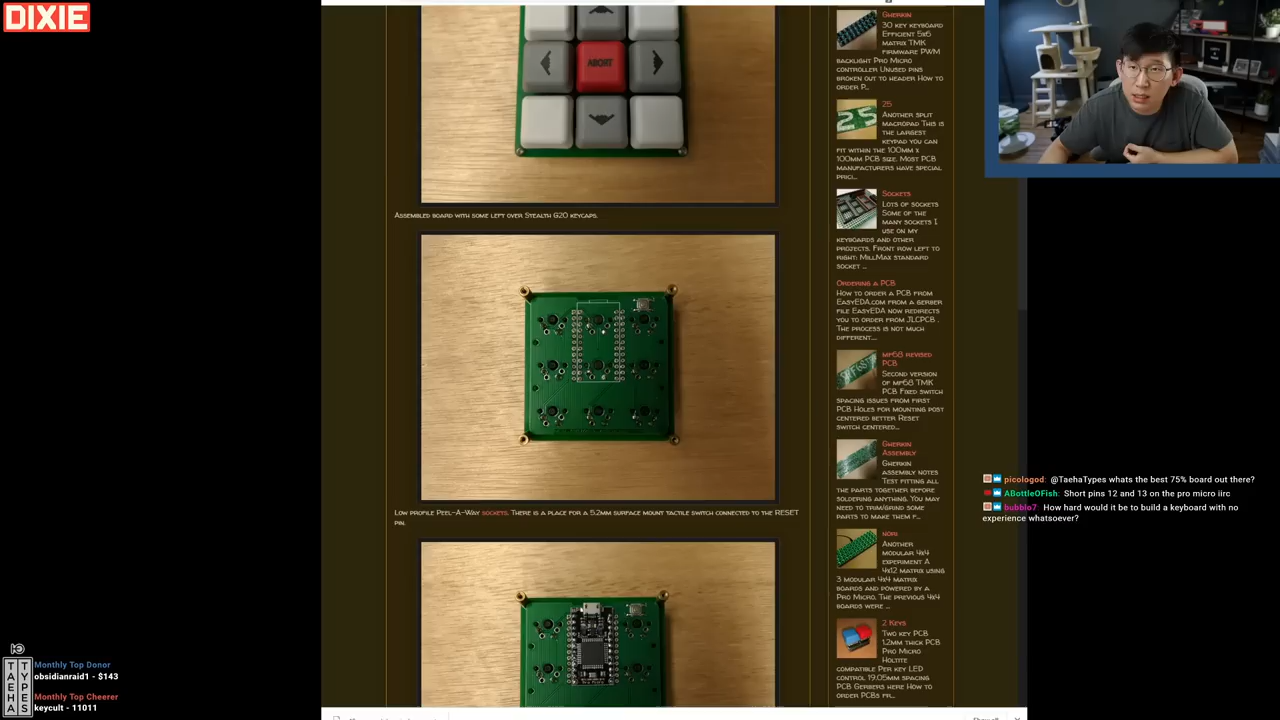 DIXIE
ABORT
Assembled board with some left over Stealth G20 keycaps.
Low profile Peel-A-Way sockets. There is a place for a 5.2mm surface mount tactile switch connected to the RESET
pin.
Gherkin
30 key keyboard
Efficient 5x6
matrix TMK
firmware PWM
backlight Pro Micro
controller Unused pins
broken out to header How to
order P...
25
Another split
macropad This is
the largest
keypad you can
fit within the 100mm x
100mm PCB size. Most PCB
manufacturers have special
prici...
Sockets
Lots of sockets
Some of the
many sockets I
use on my
keyboards and other
projects. Front row left to
right: MillMax standard
socket ...
Ordering a PCB
How to order a PCB from
EasyEDA.com from a gerber
file EasyEDA now redirects
you to order from JLCPCB .
The process is not much
different....
mf68 revised
PCB
Second version
of mf68 TMK
PCB Fixed switch
spacing issues from first
PCB Holes for mounting post
centered better Reset
switch centered...
Gherkin
Assembly
Gherkin
assembly notes
Test fitting all
the parts together before
soldering anything. You may
need to trim/grind some
parts to make them f...
nori
Another
modular 4x4
experiment A
4x12 matrix using
3 modular 4x4 matrix
boards and powered by a
Pro Micro. The previous 4x4
boards were ...
2 Keys
Two key PCB
1.2mm thick PCB
Pro Micro
Holtite
compatible Per key LED
control 19.05mm spacing
PCB Gerbers here How to
order PCBs fr...
picologod: @TaehaTypes whats the best 75% board out there?
ABottleOfFish: Short pins 12 and 13 on the pro micro iirc
bubblo7: How hard would it be to build a keyboard with no
experience whatsoever?
TAEHA
TYPES
Monthly Top Donor
obsidianraid1 - $143
Monthly Top Cheerer
keycult - 11011